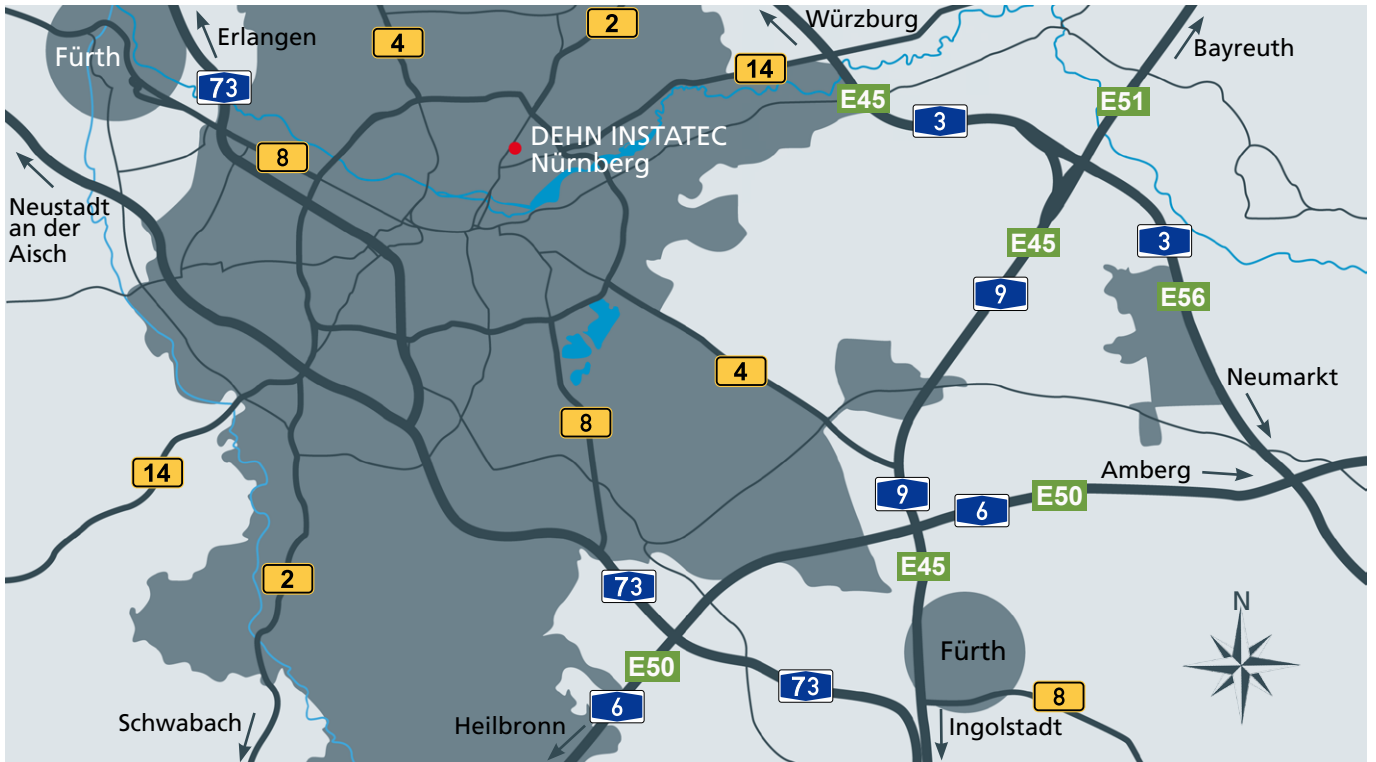 Würzburg
2
Erlangen
4
Bayreuth
Fürth
14
73
E45
E51
3
DEHN INSTATEC
Nürnberg
8
Neustadt
an der
Aisch
E45
3
9
E56
4
Neumarkt
8
14
Amberg
9
E50
6
E45
2
73
N
Fürth
E50
73
8
6
Schwabach
Heilbronn
Ingolstadt